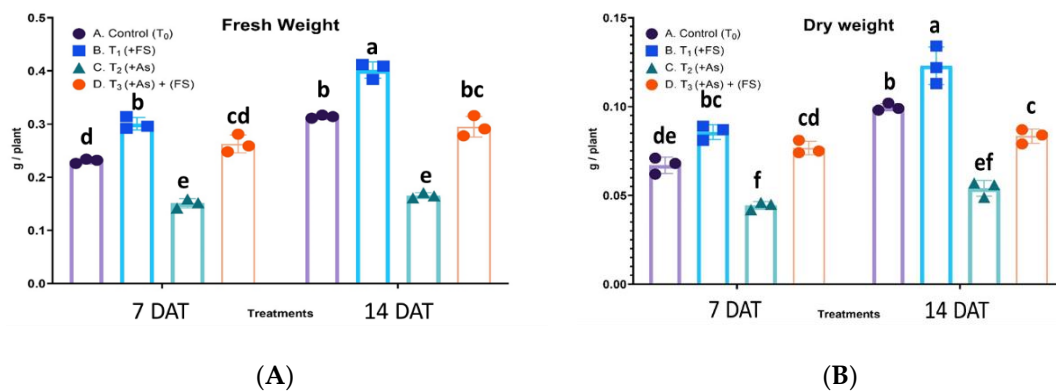 Fresh Weight
A. Control (T0)
B. T1 (+FS)
C. T2 (+As)
D. T3 (+As) + (FS)
g / plant
0.5
0.4
0.3
0.2
0.1
0.0
d
b
e
cd
b
a
e
bc
7 DAT
Treatments
14 DAT
(A)
Dry weight
A. Control (T0)
B. T1 (+FS)
C. T2 (+As)
D. T3 (+As) + (FS)
g / plant
0.15
0.10
0.05
0.00
de
bc
f
cd
b
a
ef
c
7 DAT
Treatments
14 DAT
(B)